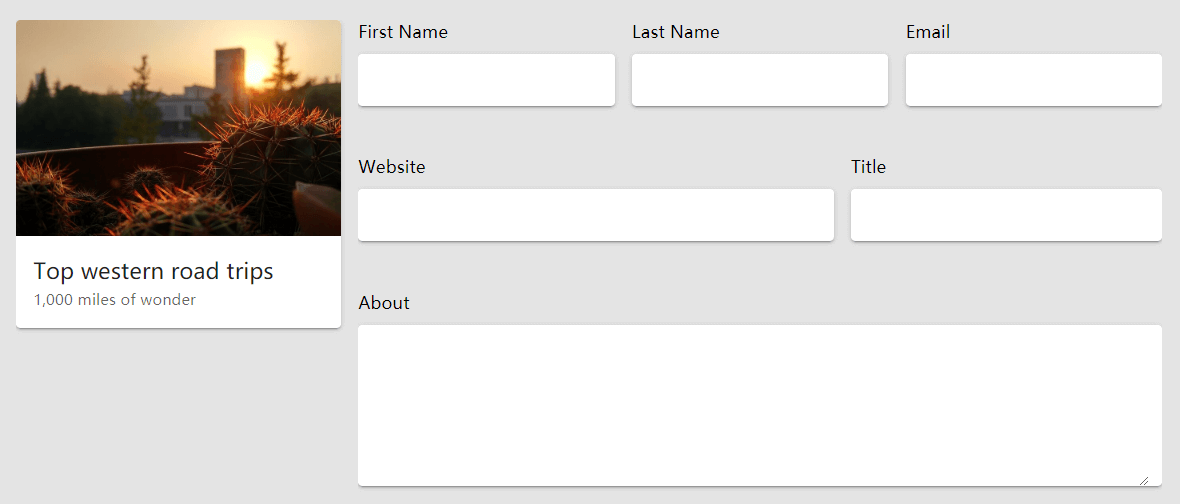 First Name
Last Name
Email
Website
Title
Top western road trips
1,000 miles of wonder
About